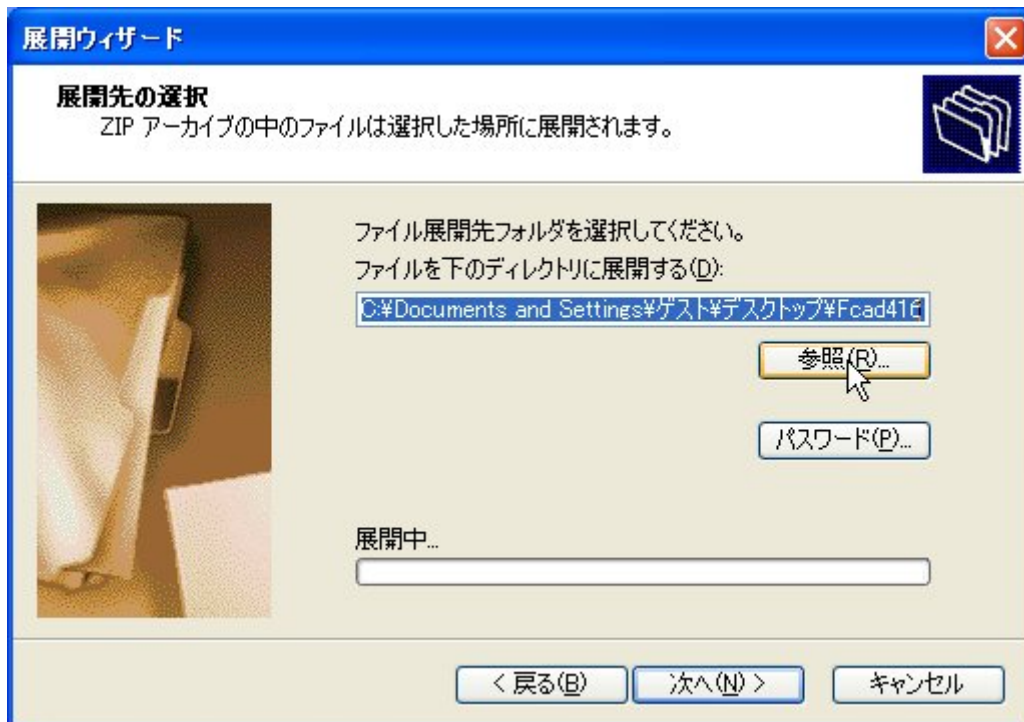 展開ウィザード
展開先の選択
ZIP アーカイブの中のファイルは選択した場所に展開されます。
ファイル展開先フォルダを選択してください。
ファイルを下のディレクトリに展開する(D):
C:¥Documents and Settings¥ゲスト¥デスクトップ¥Fcad416
参照(R)...
パスワード(P)...
展開中...
< 戻る(B)
次へ(N) >
キャンセル